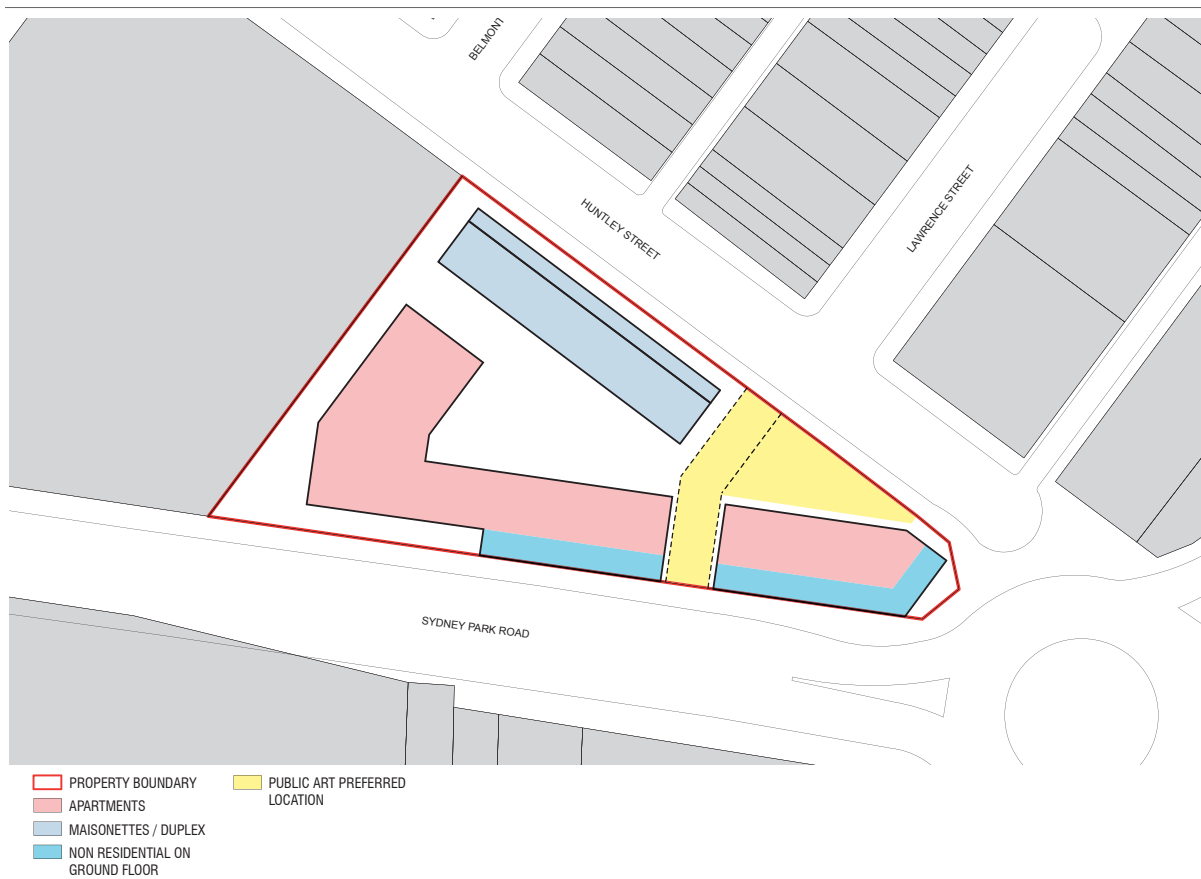 BELMONT
HUNTLEY STREET
LAWRENCE STREET
SYDNEY PARK ROAD
PROPERTY BOUNDARY
APARTMENTS
MAISONETTES / DUPLEX
NON RESIDENTIAL ON
GROUND FLOOR
PUBLIC ART PREFERRED
LOCATION